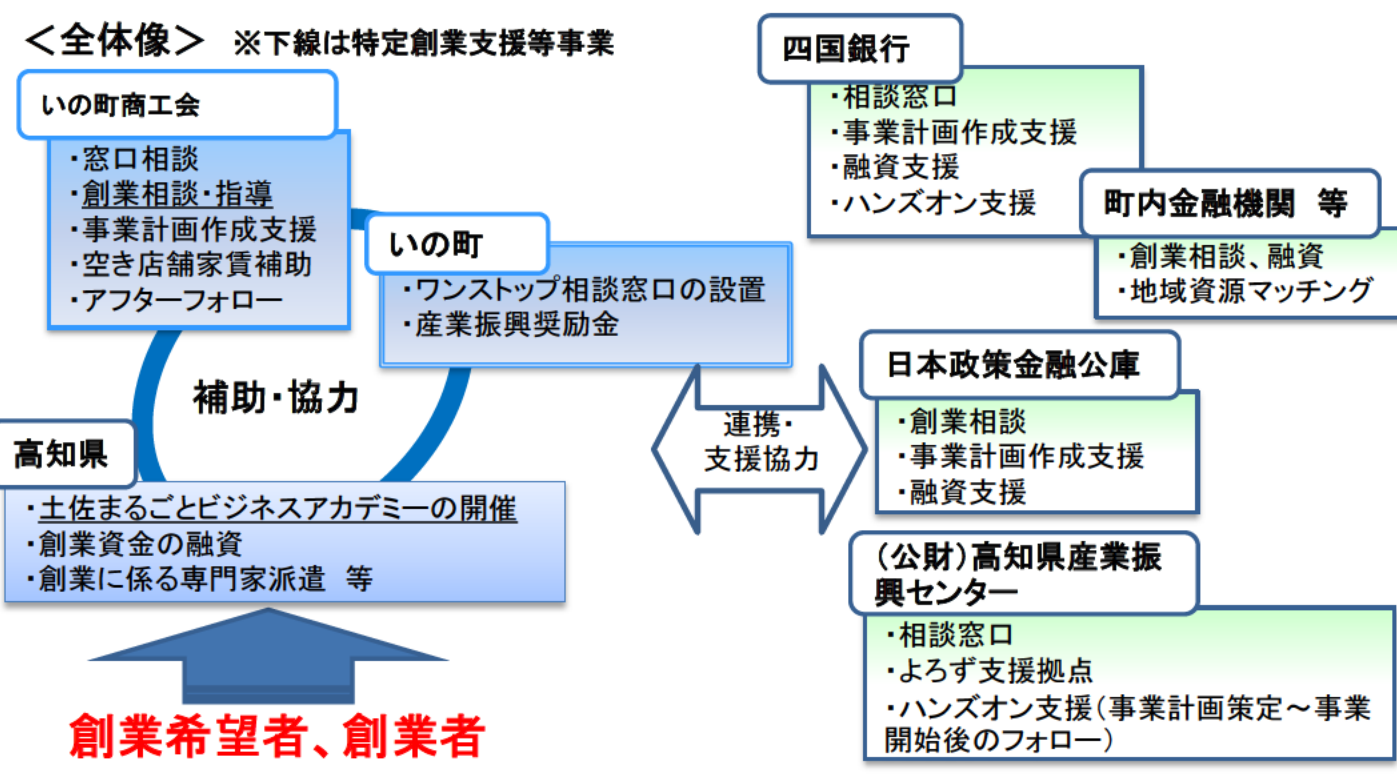 ＜全体像＞ ※下線は特定創業支援等事業
いの町商工会
・窓口相談
・創業相談・指導
・事業計画作成支援
・空き店舗家賃補助
・アフターフォロー
いの町
・ワンストップ相談窓口の設置
・産業振興奨励金
補助・協力
高知県
・土佐まるごとビジネスアカデミーの開催
・創業資金の融資
・創業に係る専門家派遣　等
創業希望者、創業者
連携・
支援協力
四国銀行
・相談窓口
・事業計画作成支援
・融資支援
・ハンズオン支援
町内金融機関　等
・創業相談、融資
・地域資源マッチング
日本政策金融公庫
・創業相談
・事業計画作成支援
・融資支援
（公財）高知県産業振
興センター
・相談窓口
・よろず支援拠点
・ハンズオン支援（事業計画策定～事業
開始後のフォロー）